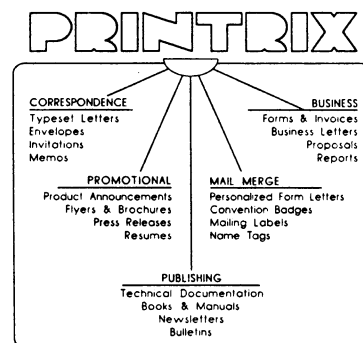 PRINTRIX
CORRESPONDENCE
Typeset Letters
Envelopes
Invitations
Memos
BUSINESS
Forms & Invoices
Business Letters
Proposals
Reports
PROMOTIONAL
Product Announcements
Flyers & Brochures
Press Releases
Resumes
MAIL MERGE
Personalized Form Letters
Convention Badges
Mailing Labels
Name Tags
PUBLISHING
Technical Documentation
Books & Manuals
Newsletters
Bulletins